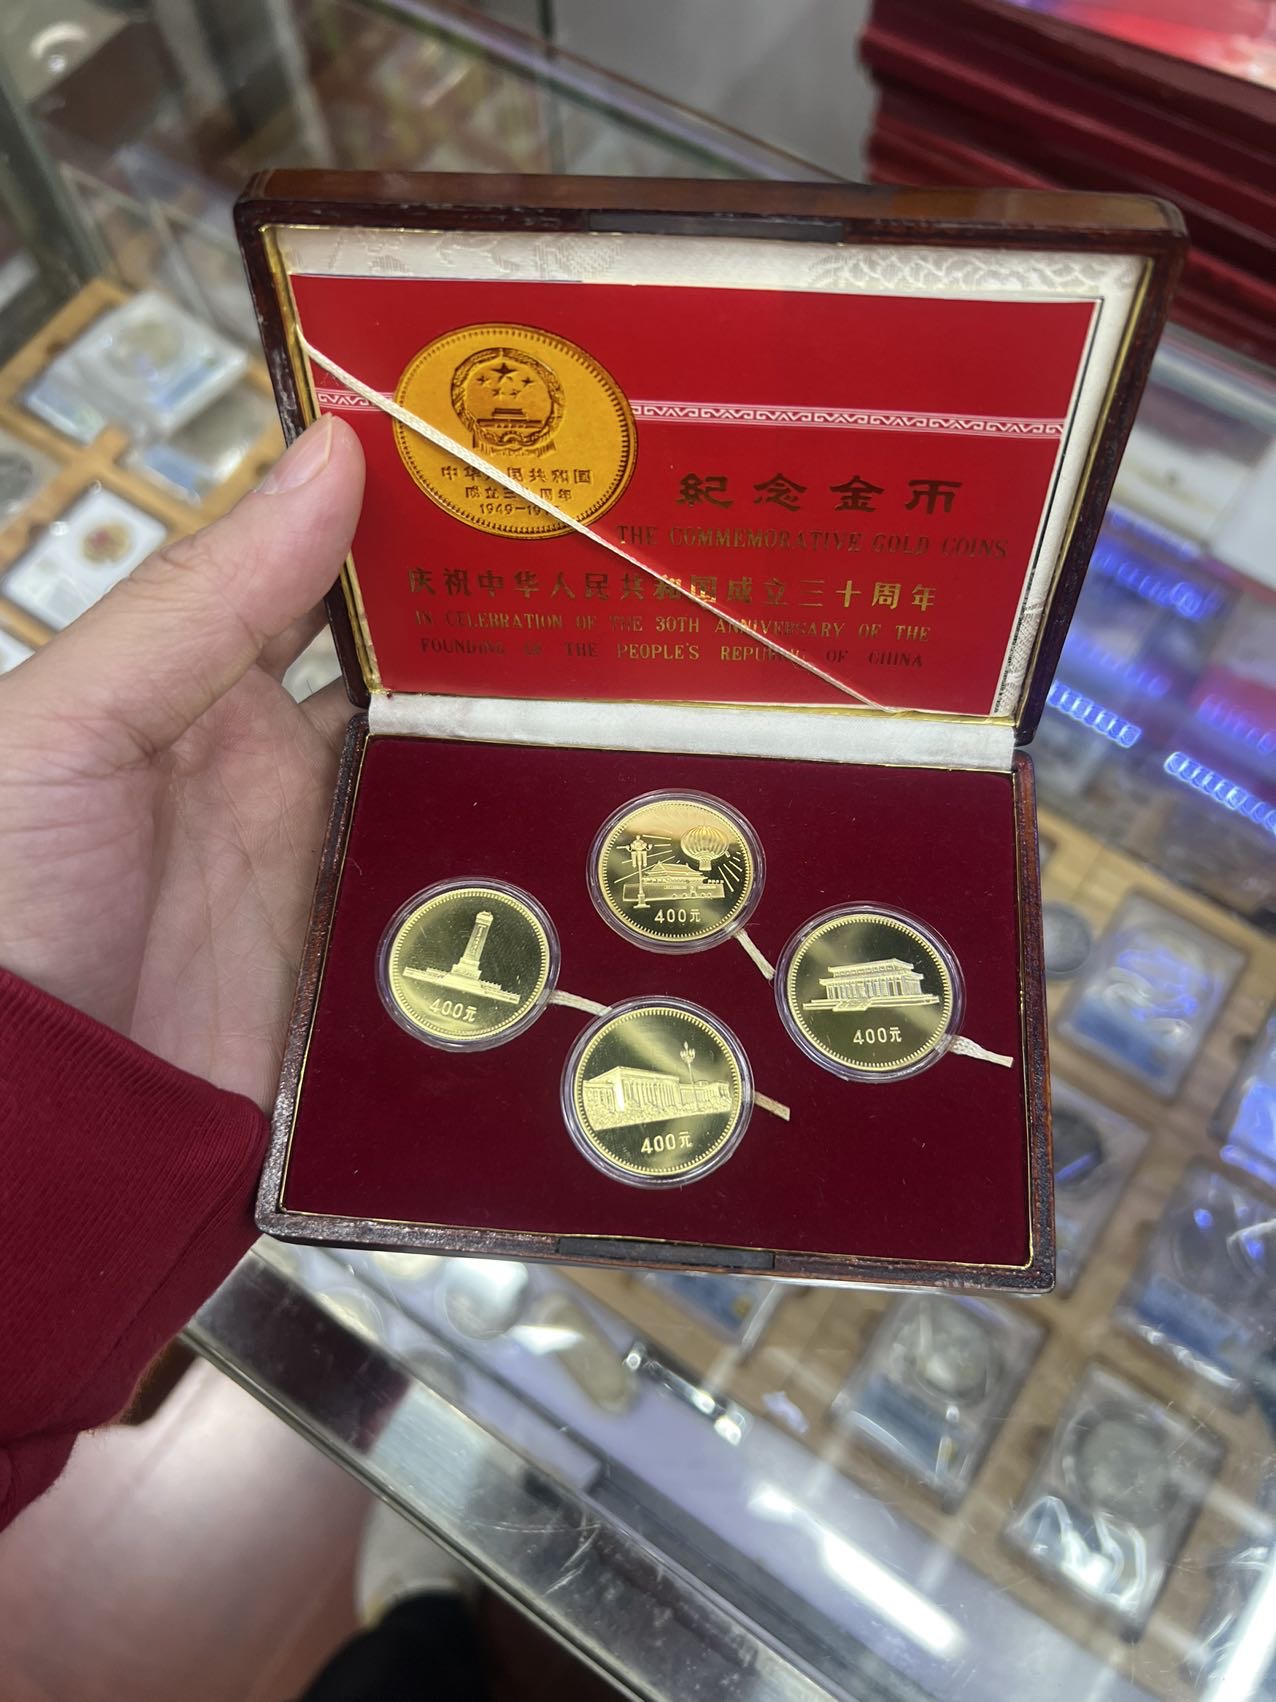 中华人民共和国
成立三十周年
1949-19
紀念金币
THE COMMEMORATIVE GOLD COINS
庆祝中华人民共和国成立三十周年
IN CELEBRATION OF THE 30TH ANNIVERSARY OF THE
FOUNDING OF THE PEOPLE'S REPUBLIC OF CHINA
400元
400元
400元
400元